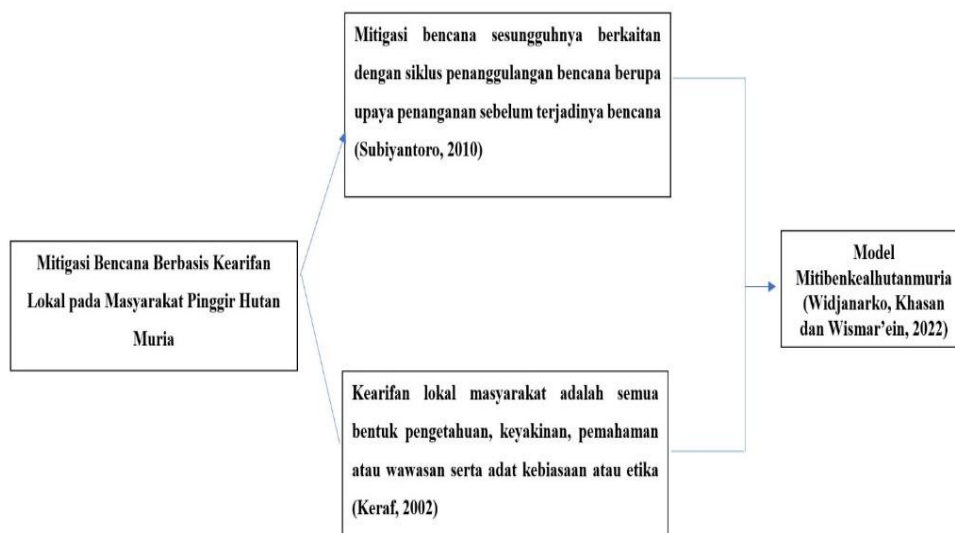 Mitigasi bencana sesungguhnya berkaitan
dengan siklus penanggulangan bencana berupa
upaya penanganan sebelum terjadinya bencana
(Subiyantoro, 2010)
Mitigasi Bencana Berbasis Kearifan
Lokal pada Masyarakat Pinggir Hutan
Muria
Kearifan lokal masyarakat adalah semua
bentuk pengetahuan, keyakinan, pemahaman
atau wawasan serta adat kebiasaan atau etika
(Keraf, 2002)
Model
Mitibenkealhutanmuria
(Widjanarko, Khasan
dan Wismar’ein, 2022)